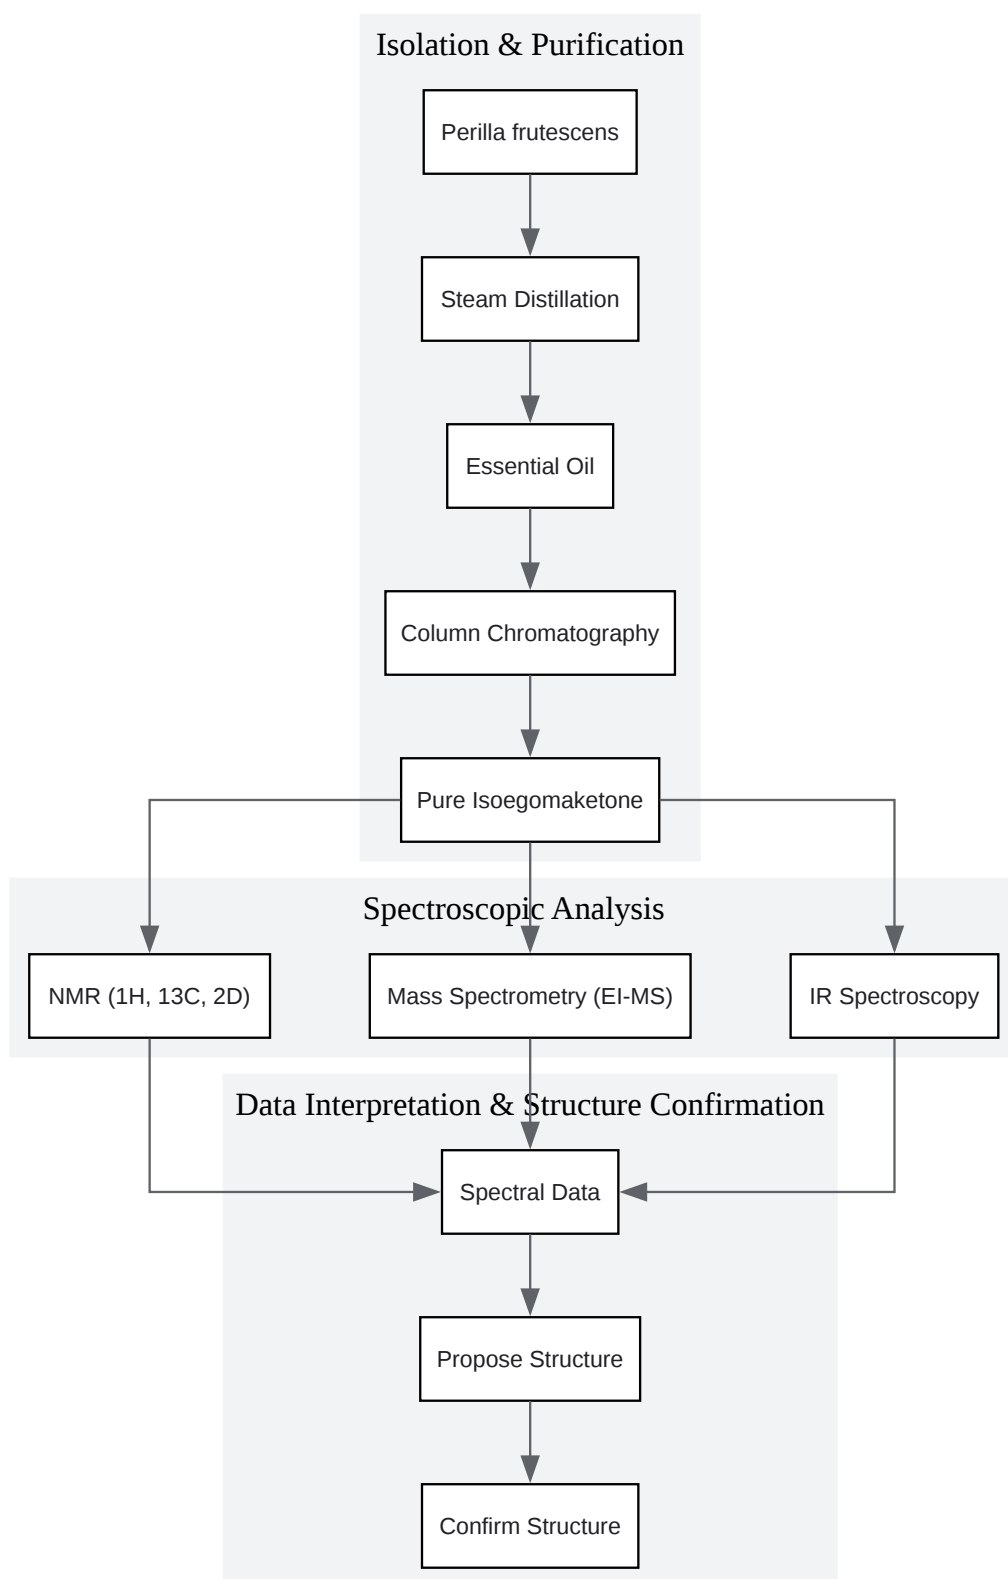 Isolation & Purification
Perilla frutescens
Steam Distillation
Essential Oil
Column Chromatography
Pure Isoegomaketone
Spectroscopic Analysis
NMR (1H, 13C, 2D)
Mass Spectrometry (EI-MS)
IR Spectroscopy
Data Interpretation & Structure Confirmation
Spectral Data
Propose Structure
Confirm Structure